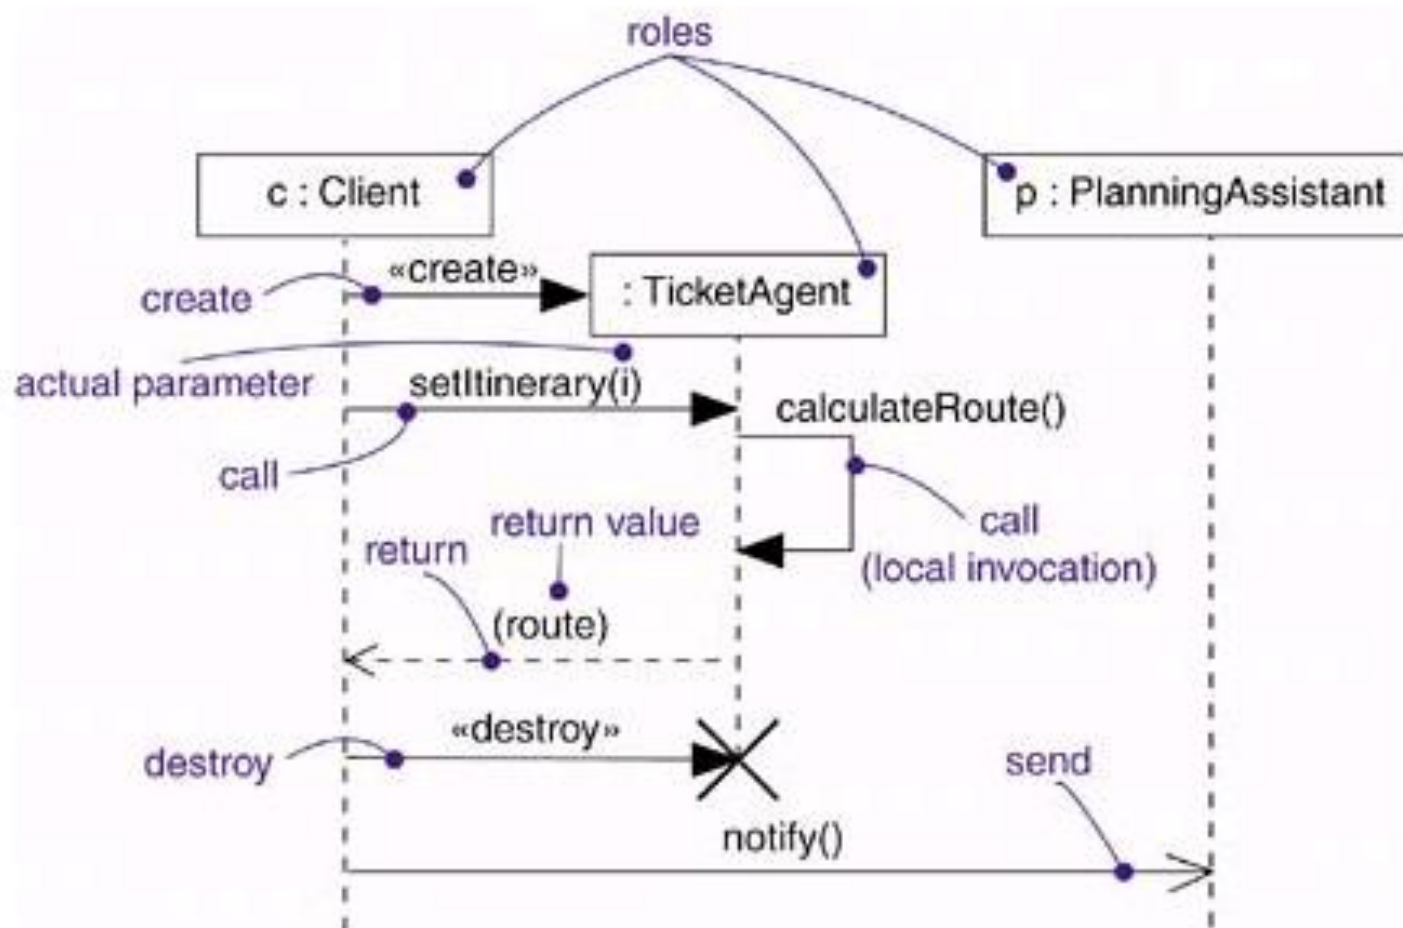 roles
c : Client
p : PlanningAssistant
«create»
create
: TicketAgent
actual parameter
setItinerary(i)
calculateRoute()
call
return value
call
return
(local invocation)
(route)
«destroy»
destroy
send
notify()